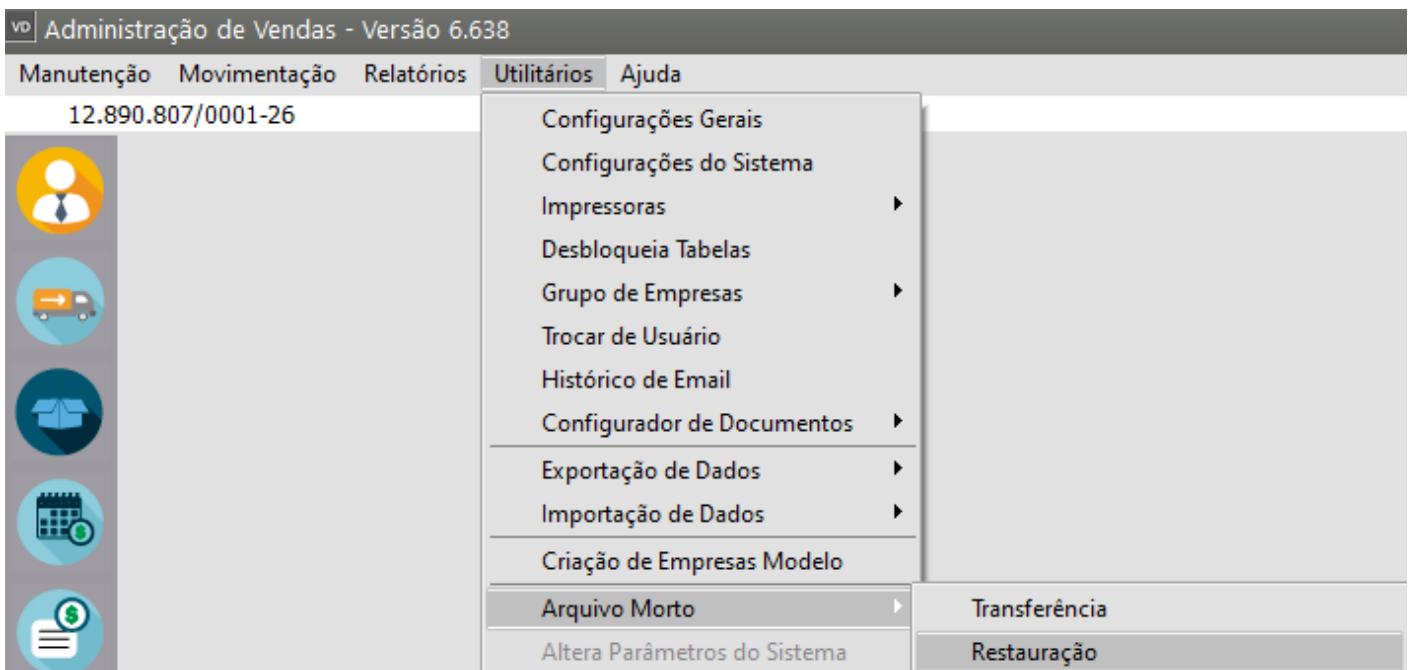 VD Administração de Vendas - Versão 6.638
Manutenção Movimentação Relatórios Utilitários Ajuda
12.890.807/0001-26
Configurações Gerais
Configurações do Sistema
Impressoras
Desbloqueia Tabelas
Grupo de Empresas
Trocar de Usuário
Histórico de Email
Configurador de Documentos
Exportação de Dados
Importação de Dados
Criação de Empresas Modelo
Arquivo Morto
Transferência
Altera Parâmetros do Sistema
Restauração